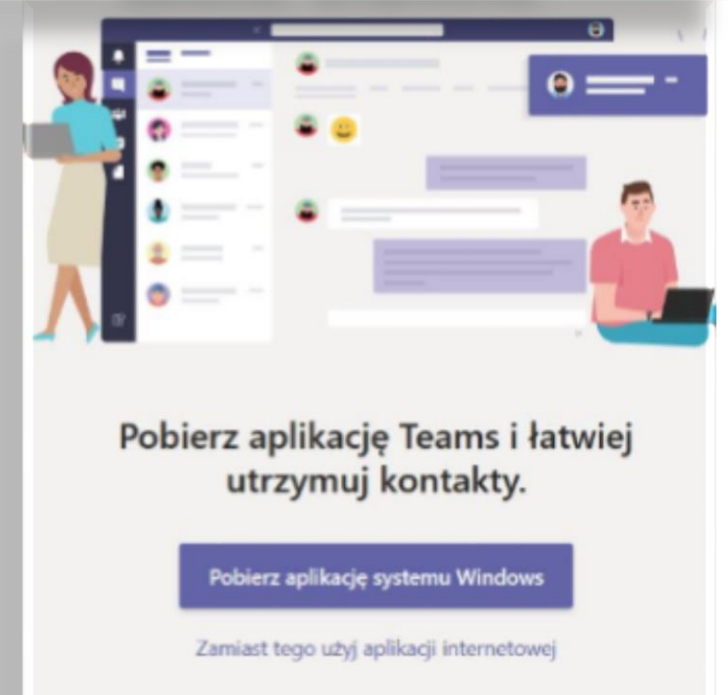 Pobierz aplikację Teams i łatwiej
utrzymuj kontakty.
Pobierz aplikację systemu Windows
Zamiast tego użyj aplikacji internetowej